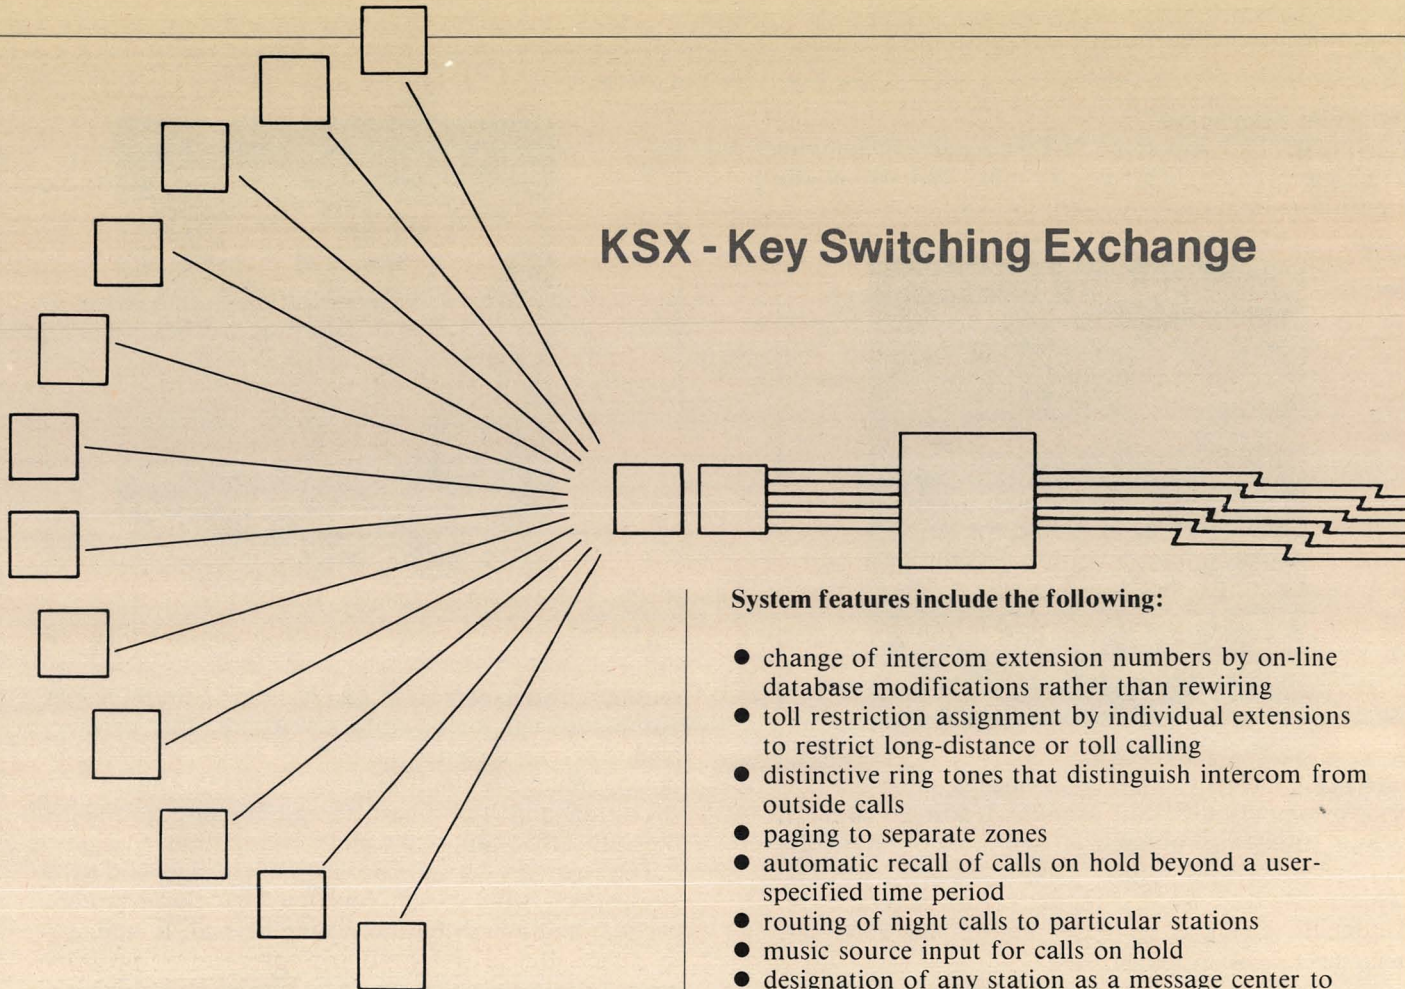 KSX - Key Switching Exchange
System features include the following:
● change of intercom extension numbers by on-line
database modifications rather than rewiring
● toll restriction assignment by individual extensions
to restrict long-distance or toll calling
● distinctive ring tones that distinguish intercom from
outside calls
● paging to separate zones
● automatic recall of calls on hold beyond a user-
specified time period
● routing of night calls to particular stations
● music source input for calls on hold
● designation of any station as a message center to